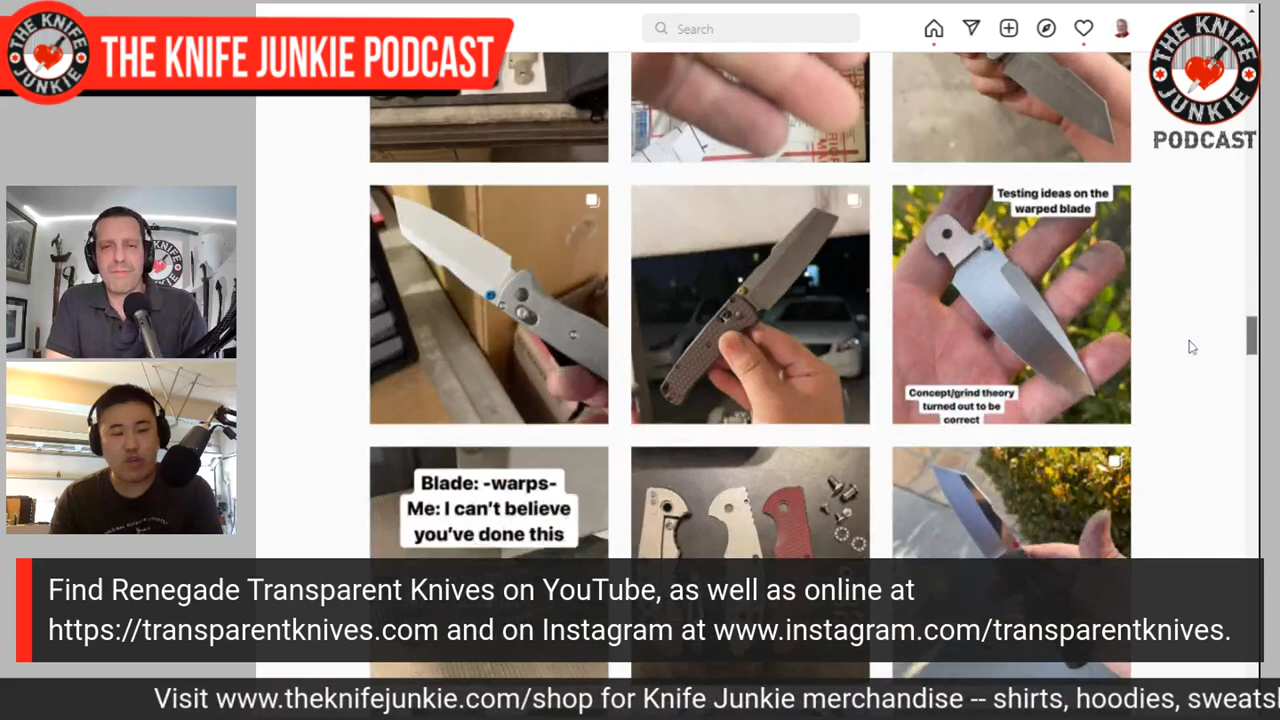 THE KNIFE JUNKIE
THE KNIFE JUNKIE PODCAST
Search
THE KNIFE JUNKIE
PODCAST
Testing ideas on the
warped blade
Concept/grind theory
turned out to be
correct
Blade: -warps-
Me: I can't believe
you've done this
Find Renegade Transparent Knives on YouTube, as well as online at
https://transparentknives.com and on Instagram at www.instagram.com/transparentknives.
Visit www.theknifejunkie.com/shop for Knife Junkie merchandise -- shirts, hoodies, sweats